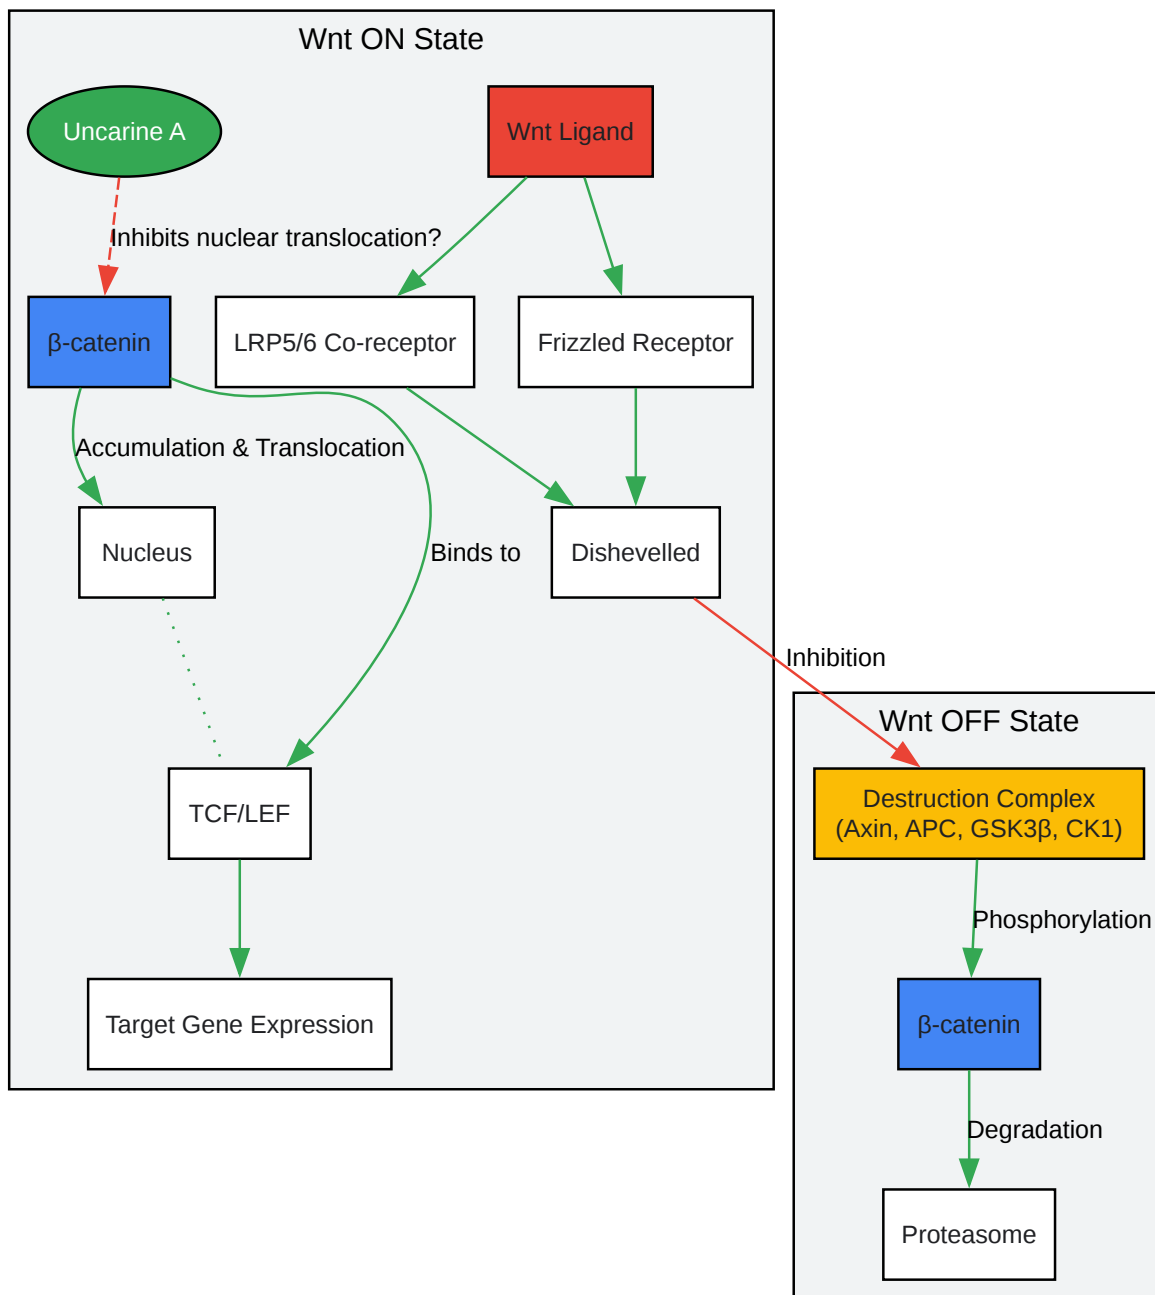 Wnt ON State
Uncarine A
Wnt Ligand
Inhibits nuclear translocation?
β-catenin
LRP5/6 Co-receptor
Frizzled Receptor
Accumulation & Translocation
Nucleus
Binds to
Dishevelled
Inhibition
Wnt OFF State
TCF/LEF
Destruction Complex
(Axin, APC, GSK3β, CK1)
Phosphorylation
Target Gene Expression
β-catenin
Degradation
Proteasome